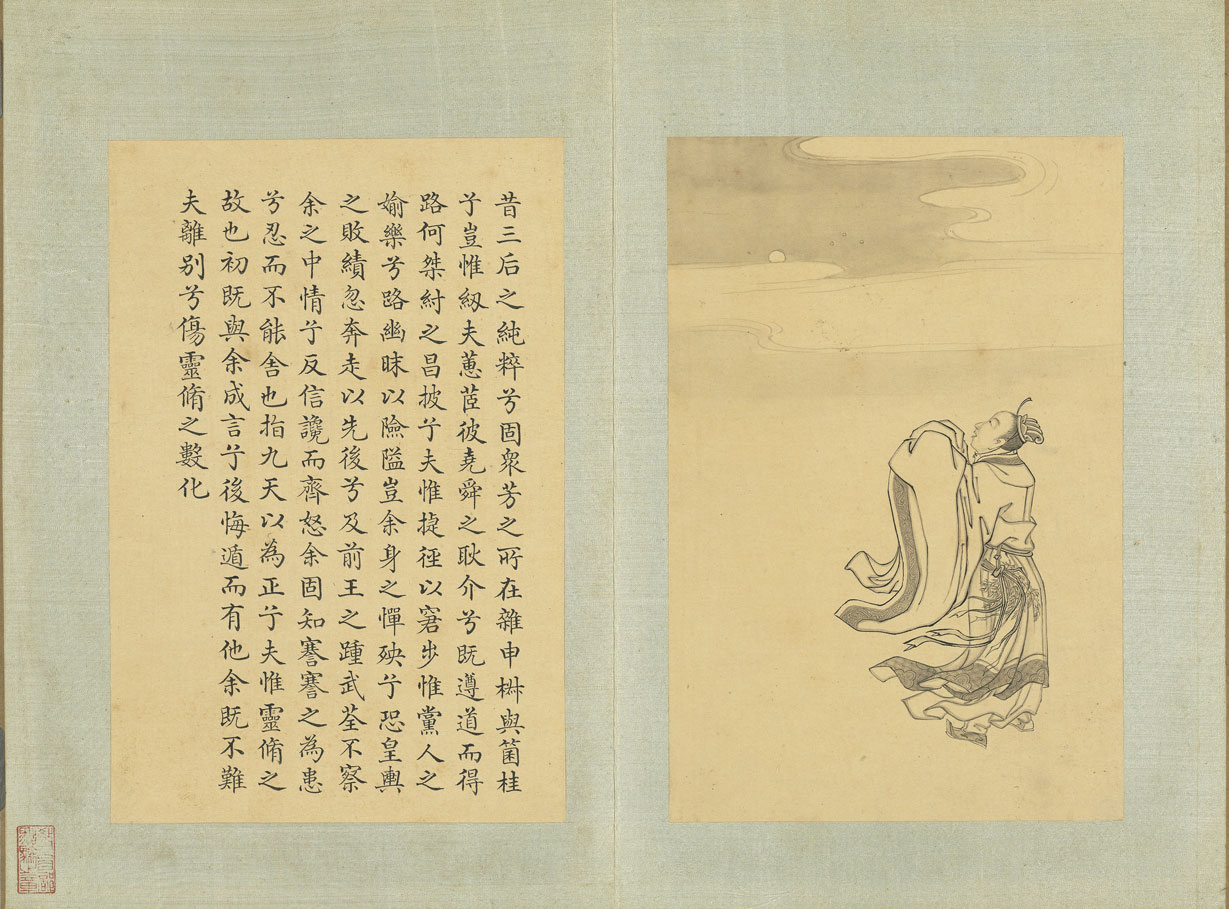 昔三后之純粹兮固衆芳之所在雜申椒與菌桂
兮豈惟紉夫蕙茝彼堯舜之耿介兮既遵道而得
路何桀紂之昌披兮夫惟捷徑以窘步惟黨人之
媮樂兮路幽昧以險隘豈余身之憚殃兮恐皇輿
之敗績忽奔走以先後兮及前王之踵武荃不察
余之中情兮反信讒而齊怒余固知謇謇之為患
兮忍而不能舍也指九天以為正兮夫惟靈脩之
故也初既與余成言兮後悔遁而有他余既不難
夫離別兮傷靈脩之數化